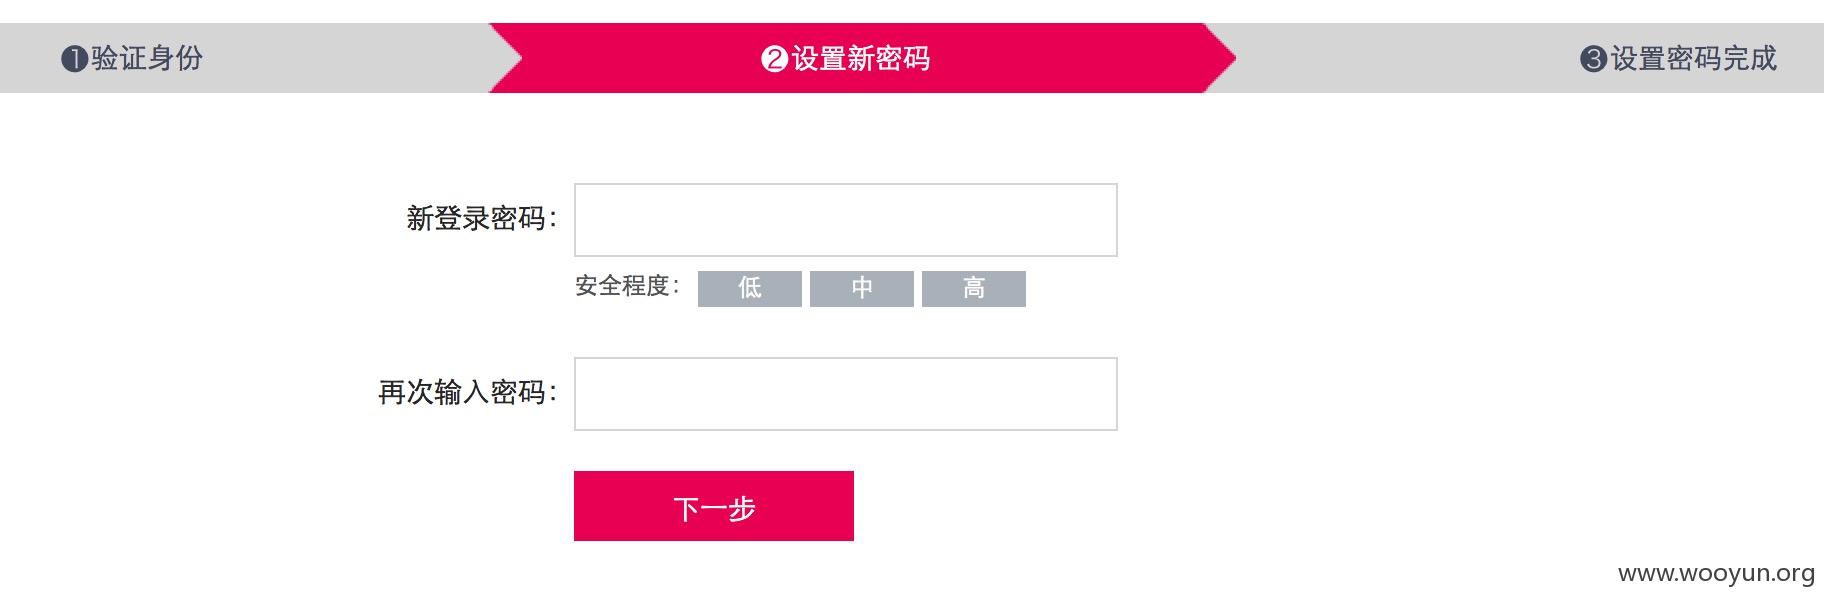 ❶验证身份
❷设置新密码
❸设置密码完成
新登录密码：
安全程度： 低 中 高
再次输入密码：
下一步
www.wooyun.org